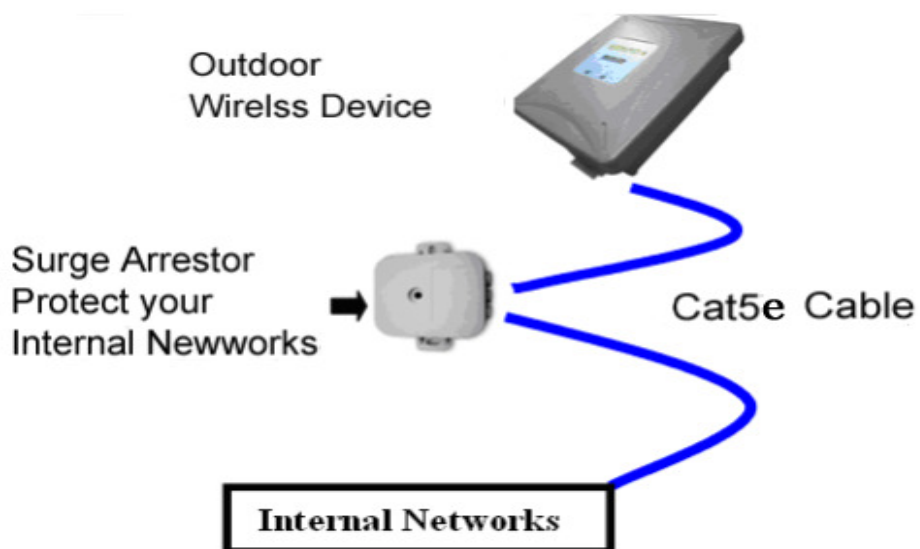 Outdoor
Wirelss Device
Surge Arrestor
Protect your
Internal Newworks
Cat5e Cable
Internal Networks